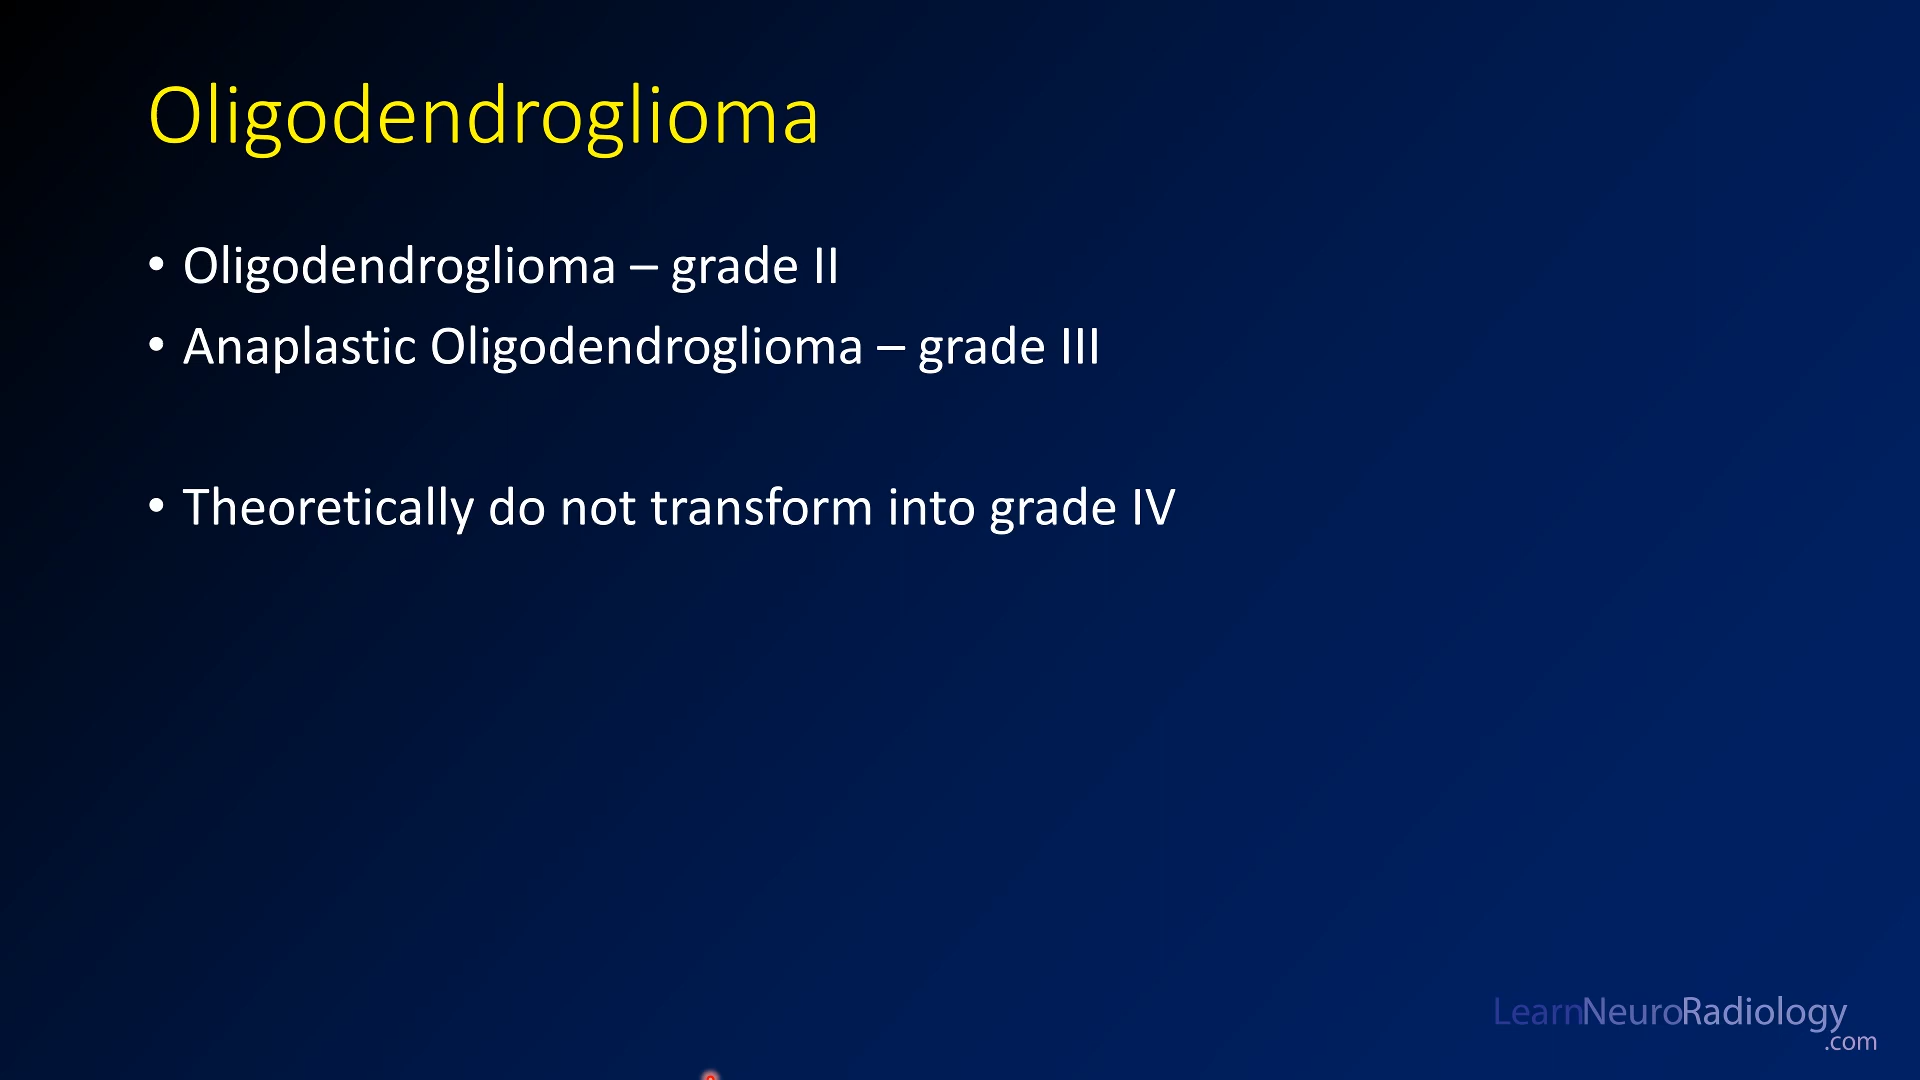 Oligodendroglioma
• Oligodendroglioma – grade II
• Anaplastic Oligodendroglioma – grade III
• Theoretically do not transform into grade IV
LearnNeuroRadiology
.com